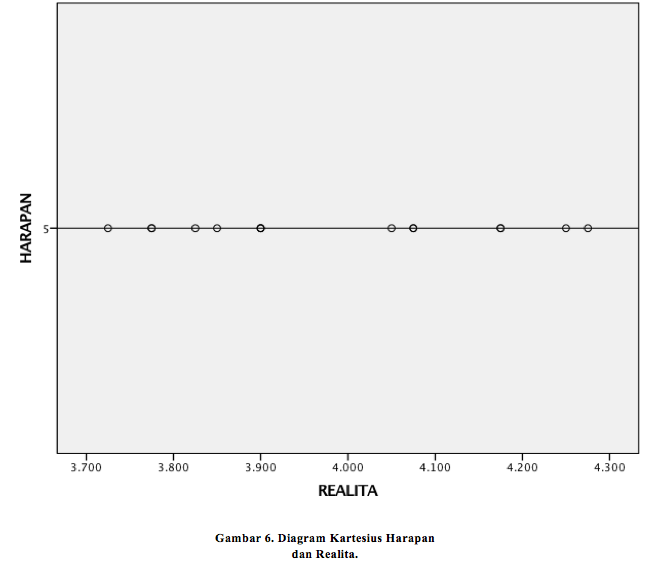 HARAPAN
5
3.700 3.800 3.900 4.000 4.100 4.200 4.300
REALITA
Gambar 6. Diagram Kartesius Harapan
dan Realita.